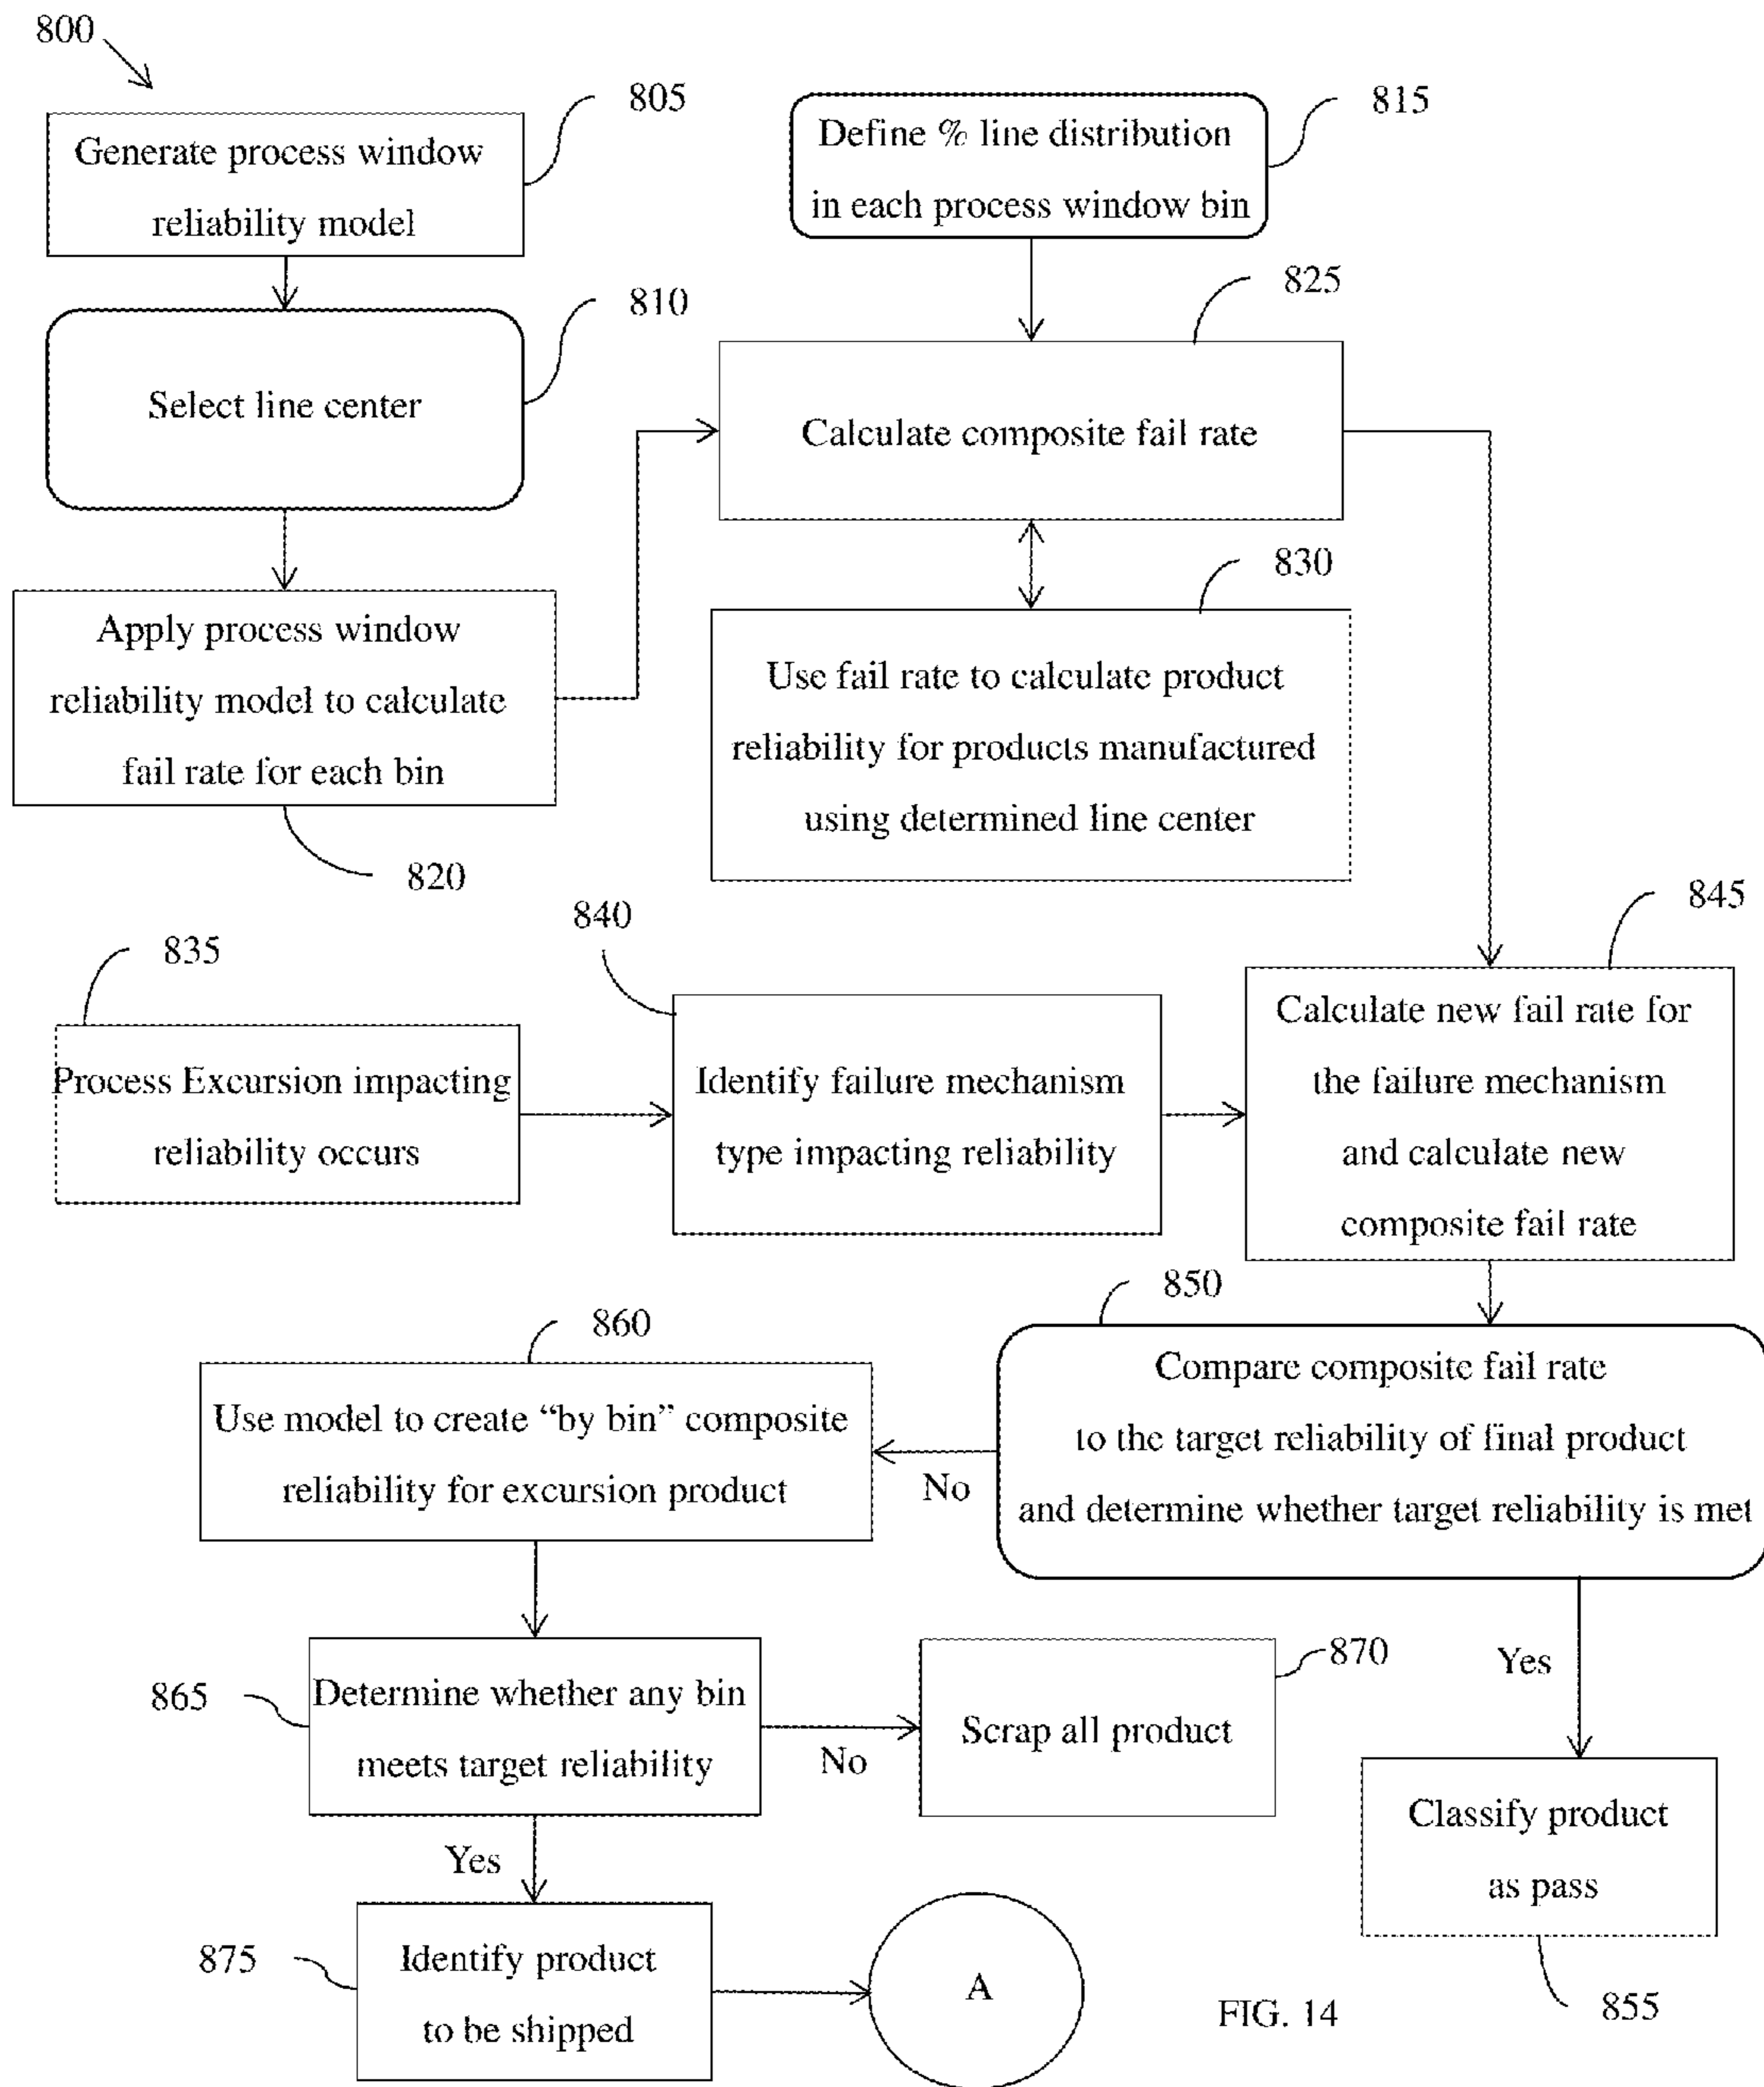 800
805
Generate process window
reliability model
815
Define % line distribution
in each process window bin
810
Select line center
825
Calculate composite fail rate
820
Apply process window
reliability model to calculate
fail rate for each bin
830
Use fail rate to calculate product
reliability for products manufactured
using determined line center
835
Process Excursion impacting
reliability occurs
840
Identify failure mechanism
type impacting reliability
845
Calculate new fail rate for
the failure mechanism
and calculate new
composite fail rate
850
Compare composite fail rate
to the target reliability of final product
and determine whether target reliability is met
No
860
Use model to create “by bin” composite
reliability for excursion product
865
Determine whether any bin
meets target reliability
No
870
Scrap all product
Yes
Classify product
as pass
855
Yes
875
Identify product
to be shipped
A
FIG. 14